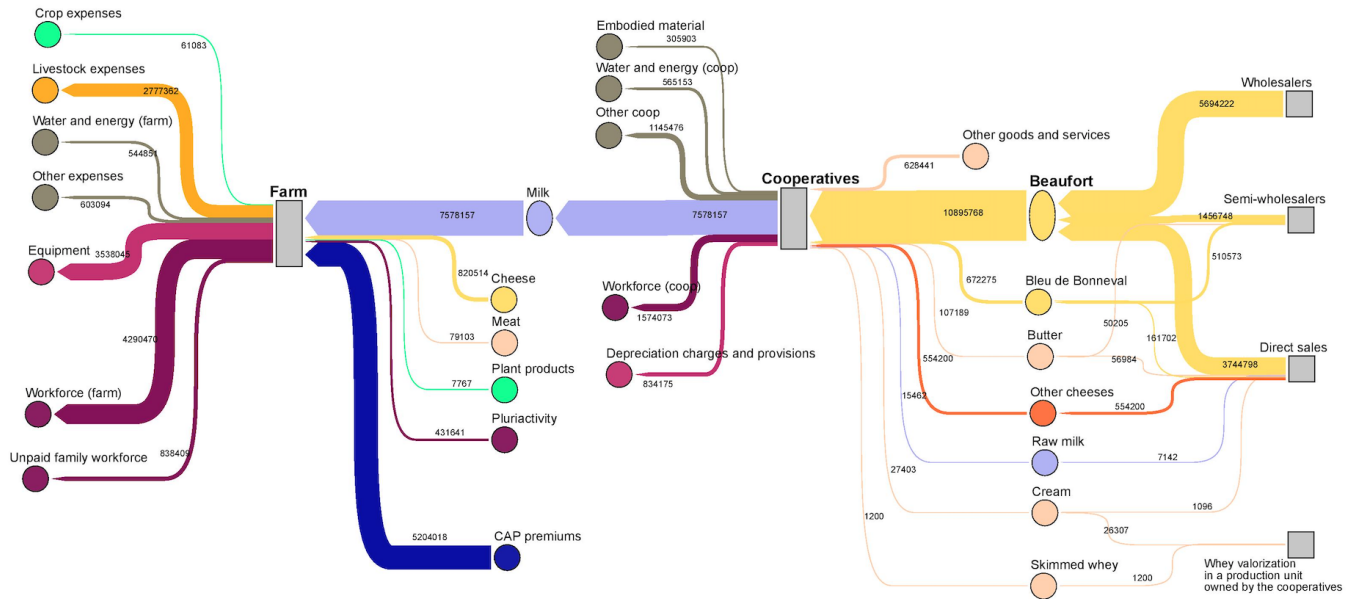 Crop expenses
61083
Livestock expenses
2777362
Water and energy (farm)
544851
Other expenses
603094
Equipment
3538045
4290470
Workforce (farm)
838409
Unpaid family workforce
Farm
7578157
Milk
7578157
820514
Cheese
Meat
79103
Plant products
7767
Pluriactivity
431641
CAP premiums
5204018
Embodied material
305903
Water and energy (coop)
565153
Other coop
1145476
Cooperatives
Workforce (coop)
1574073
Depreciation charges and provisions
834175
Other goods and services
628441
10895768
Beaufort
672275
Bleu de Bonneval
107189
Butter
554200
Other cheeses
15462
Raw milk
27403
Cream
1200
Skimmed whey
Wholesalers
5694222
Semi-wholesalers
1456748
510573
50205
161702
56984
Direct sales
3744798
554200
7142
1096
26307
1200
Whey valorization
in a production unit
owned by the cooperatives